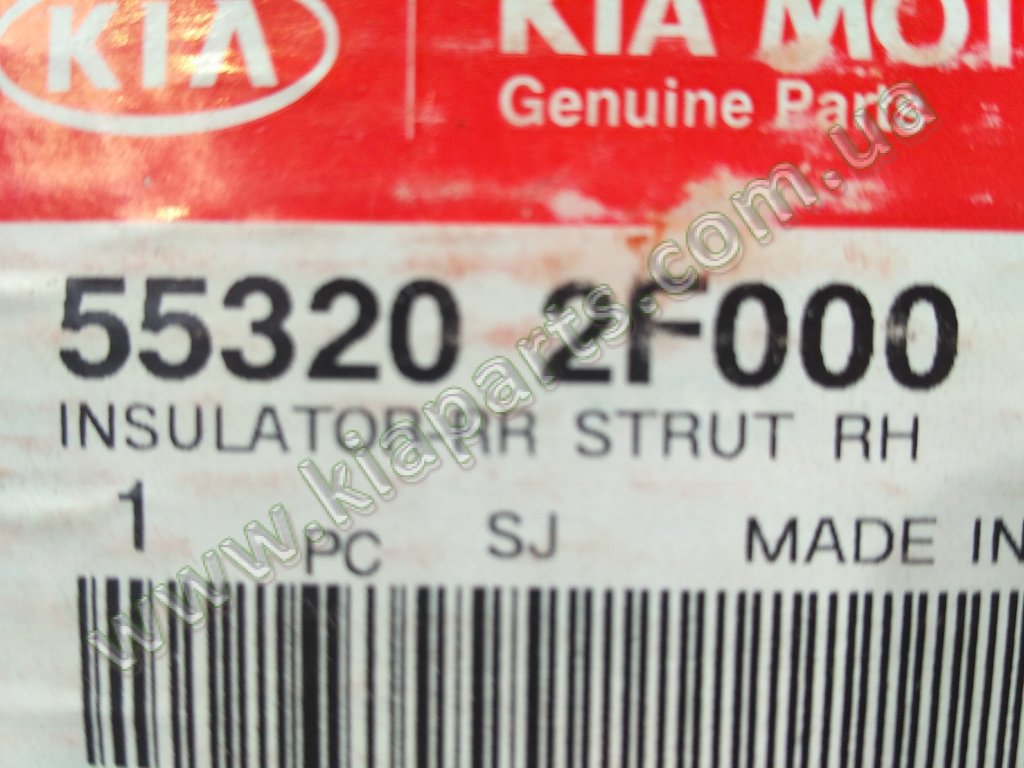 KIA
KIA MOT
Genuine Parts
55320 2F000
INSULATOR RR STRUT RH
1 PC SJ MADE IN
www.kiaparts.com.ua